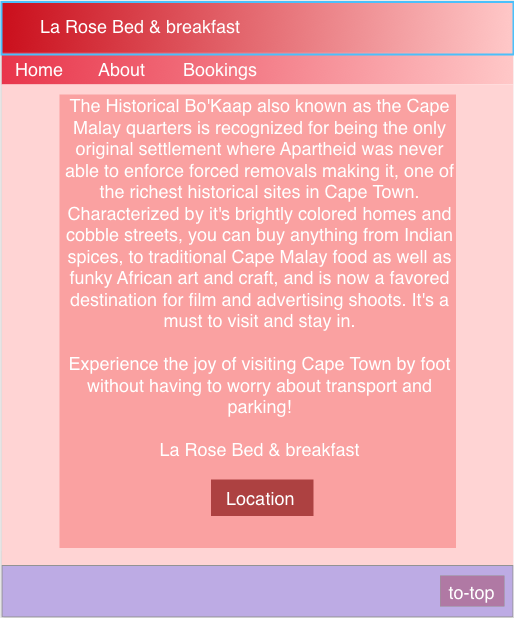 La Rose Bed & breakfast
Home About Bookings
The Historical Bo'Kaap also known as the Cape
Malay quarters is recognized for being the only
original settlement where Apartheid was never
able to enforce forced removals making it, one of
the richest historical sites in Cape Town.
Characterized by it's brightly colored homes and
cobble streets, you can buy anything from Indian
spices, to traditional Cape Malay food as well as
funky African art and craft, and is now a favored
destination for film and advertising shoots. It's a
must to visit and stay in.
Experience the joy of visiting Cape Town by foot
without having to worry about transport and
parking!
La Rose Bed & breakfast
Location
to-top